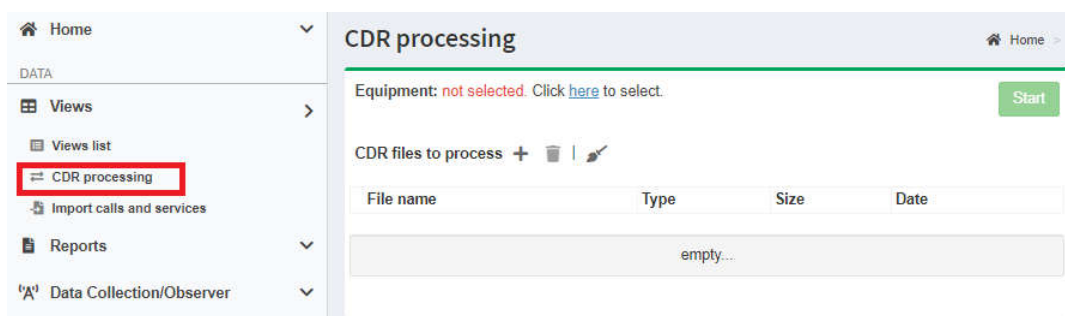 Home
DATA
Views
Views list
CDR processing
Import calls and services
Reports
Data Collection/Observer
CDR processing
Home >
Equipment: not selected. Click here to select.
Start
CDR files to process
File name Type Size Date
empty...